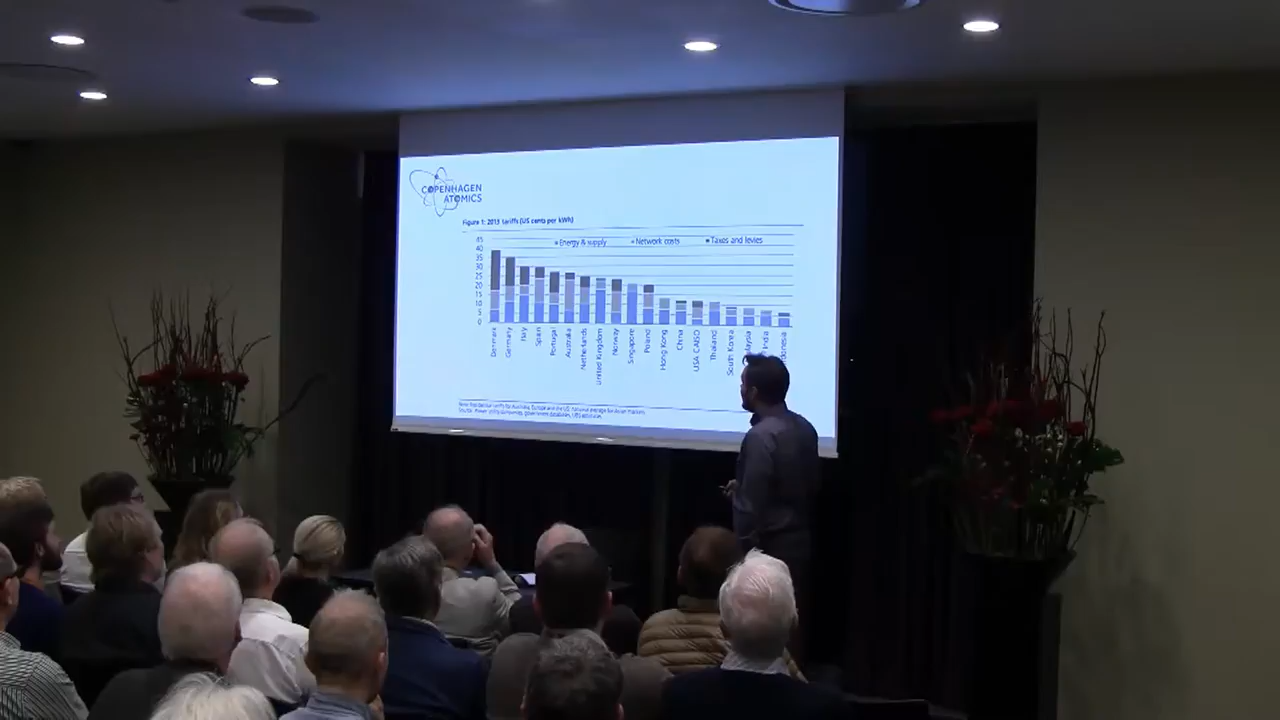 COPENHAGEN
ATOMICS
Figure 1: 2013 tariffs (US cents per kWh)
Energy & supply
Network costs
Taxes and levies
45
40
35
30
25
20
15
10
5
0
Denmark
Germany
Italy
Spain
Portugal
Australia
Netherlands
United Kingdom
Norway
Singapore
Poland
Hong Kong
China
USA CAISO
Thailand
South Korea
laysia
India
donesia